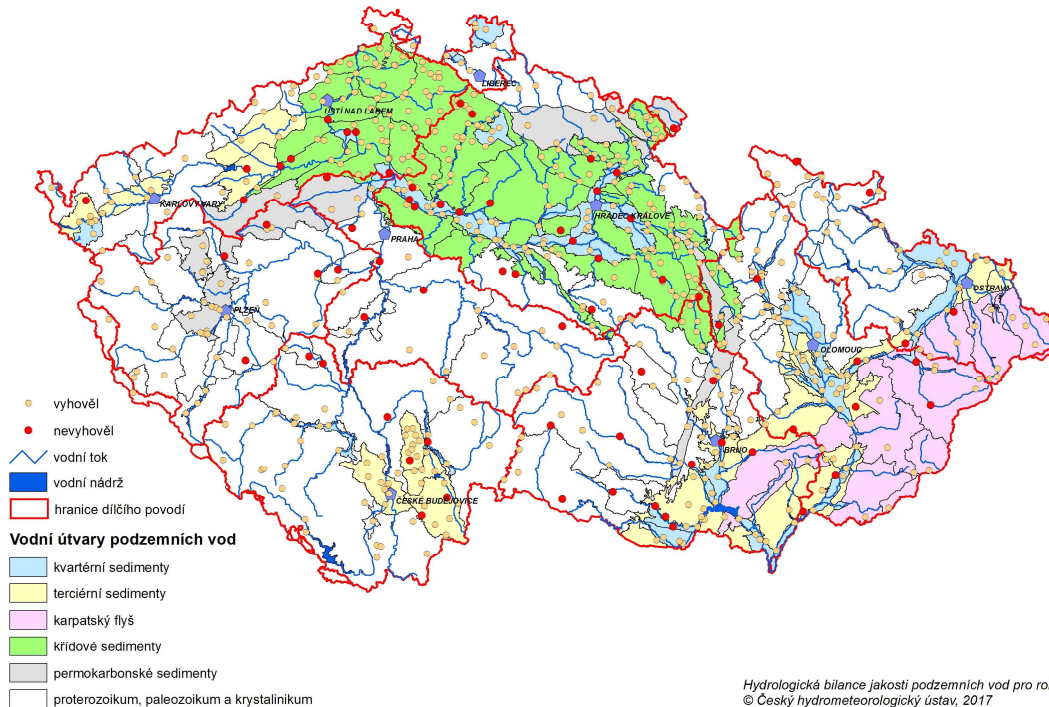 LIBEREC
ÚSTÍ NAD LABEM
KARLOVY VARY
HRADEC KRÁLOVÉ
PRAHA
OSTRAVA
PLZEŇ
OLOMOUC
BRNO
ČESKÉ BUDĚJOVICE
vyhověl
nevyhověl
vodní tok
vodní nádrž
hranice dílčího povodí
Vodní útvary podzemních vod
kvartérní sedimenty
terciérní sedimenty
karpatský flyš
křídové sedimenty
permokarbonské sedimenty
proterozoikum, paleozoikum a krystalinikum
Hydrologická bilance jakosti podzemních vod pro
© Český hydrometeorologický ústav, 2017